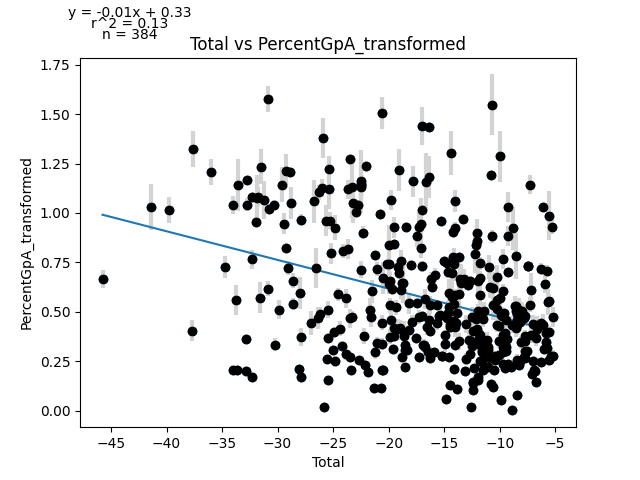 y = -0.01x + 0.33
r^2 = 0.13
n = 384
Total vs PercentGpA_transformed
PercentGpA_transformed
1.75
1.50
1.25
1.00
0.75
0.50
0.25
0.00
−45 −40 −35 −30 −25 −20 −15 −10 −5
Total